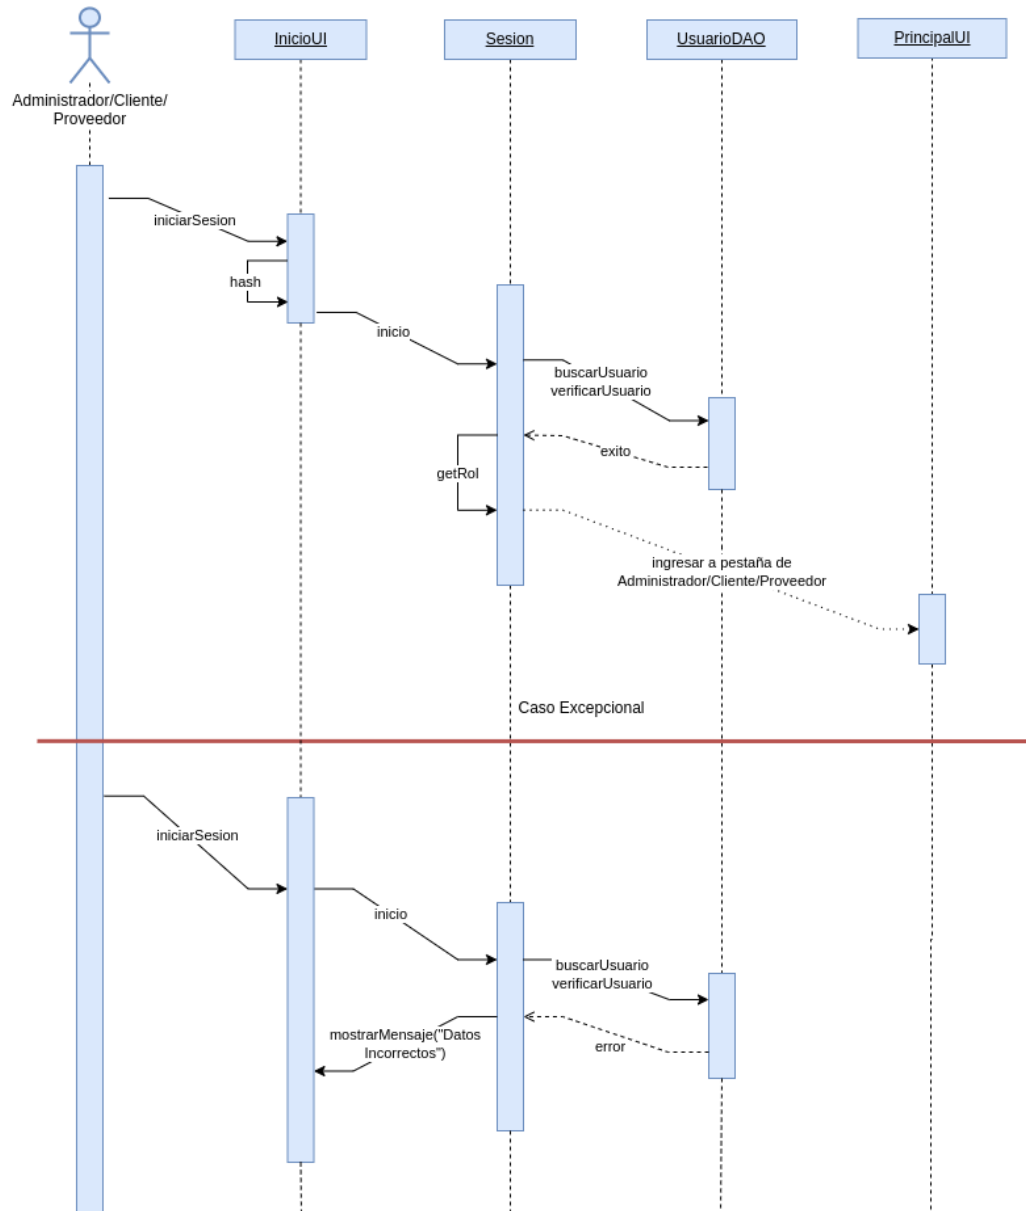 InicioUI
Sesion
UsuarioDAO
PrincipalUI
Administrador/Cliente/
Proveedor
iniciarSesion
hash
inicio
buscarUsuario
verificarUsuario
exito
getRol
ingresar a pestaña de
Administrador/Cliente/Proveedor
Caso Excepcional
iniciarSesion
inicio
buscarUsuario
verificarUsuario
mostrarMensaje("Datos
Incorrectos")
error